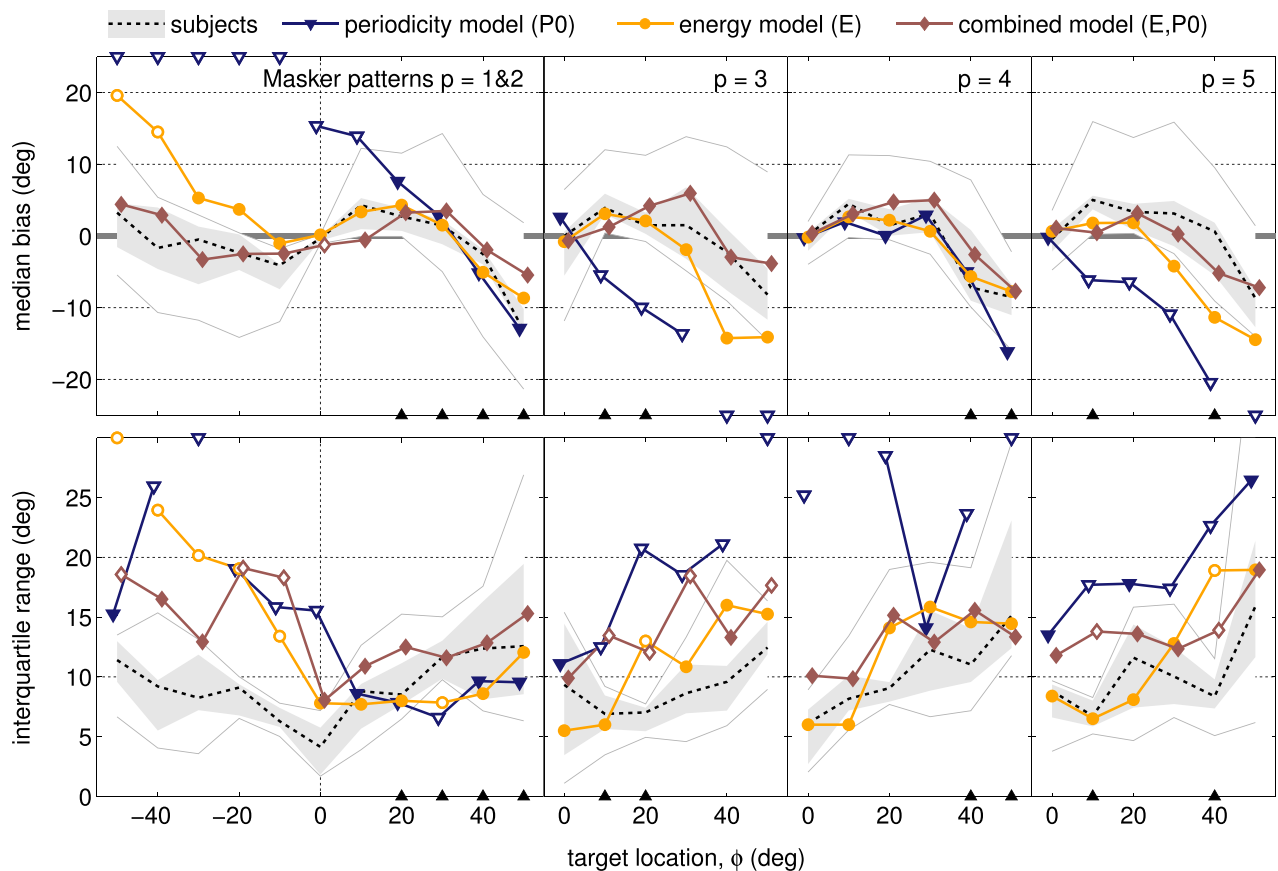 subjects periodicity model (P0) energy model (E) combined model (E,P0)
Masker patterns p = 1&2 p = 3 p = 4 p = 5
median bias (deg)
20
10
0
−10
−20
interquartile range (deg)
25
20
15
10
5
0
−40 −20 0 20 40 0 20 40 0 20 40 0 20 40
target location, ϕ (deg)